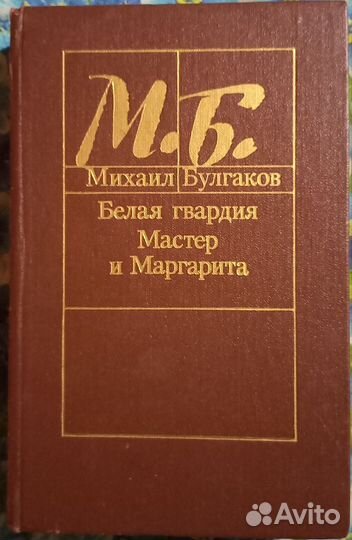 М.Б.
Михаил Булгаков
Белая гвардия
Мастер
и Маргарита
Avito